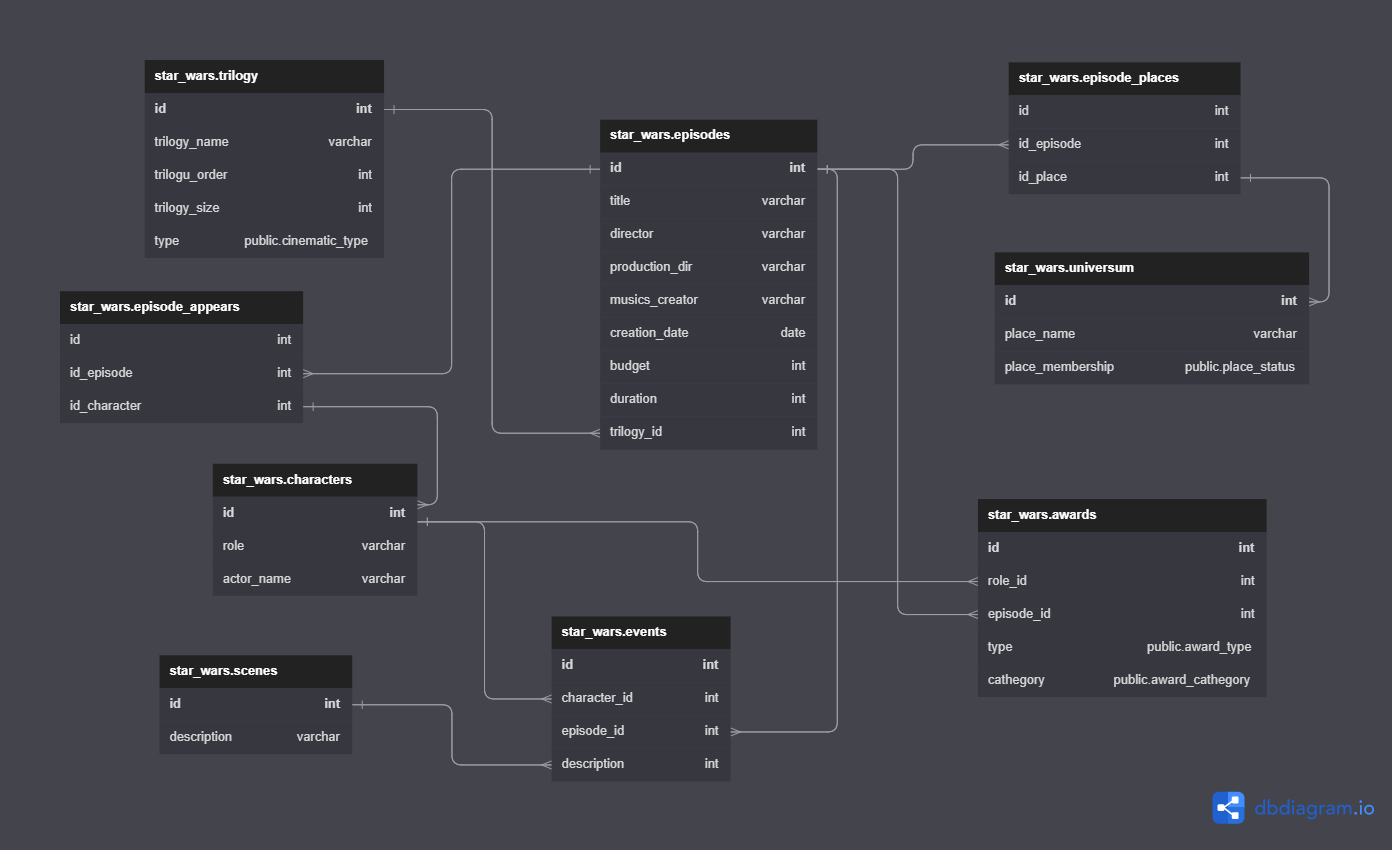 star_wars.trilogy
id int
trilogy_name varchar
trilogu_order int
trilogy_size int
type public.cinematic_type
star_wars.episode_appears
id int
id_episode int
id_character int
star_wars.characters
id int
role varchar
actor_name varchar
star_wars.scenes
id int
description varchar
star_wars.episodes
id int
title varchar
director varchar
production_dir varchar
musics_creator varchar
creation_date date
budget int
duration int
trilogy_id int
star_wars.events
id int
character_id int
episode_id int
description int
star_wars.episode_places
id int
id_episode int
id_place int
star_wars.universum
id int
place_name varchar
place_membership public.place_status
star_wars.awards
id int
role_id int
episode_id int
type public.award_type
cathegory public.award_cathegory
dbdiagram.io